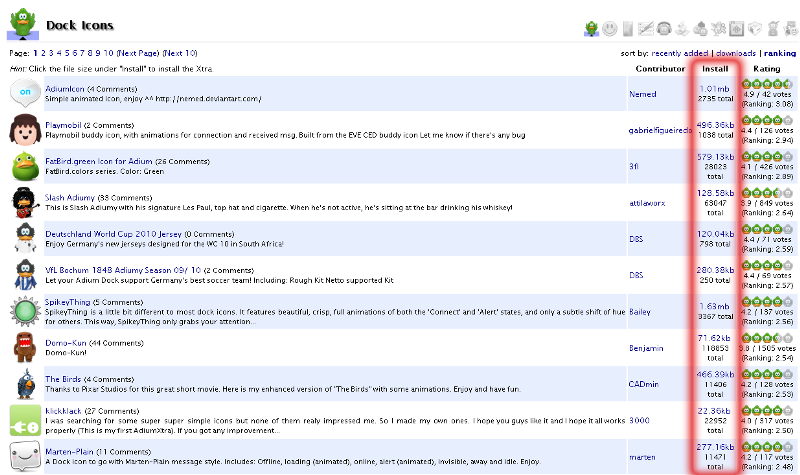 Dock Icons
Page: 1 2 3 4 5 6 7 8 9 10 (Next Page) (Next 10)
sort by: recently added | downloads | ranking
Hint: Click the file size under "Install" to install the Xtra.
Contributor Install Rating
AdiumIcon (4 Comments)
Simple animated icon, enjoy ^^ http://nemed.deviantart.com/
Nemed
1.01mb
2735 total
4.9 / 42 votes
(Ranking: 3.08)
Playmobil (2 Comments)
Playmobil buddy icon, with animations for connection and received msg. Built from the EVE CED buddy icon Let me know if there's any bug
gabrielfigueiredo
496.36kb
1038 total
4.4 / 126 votes
(Ranking: 2.94)
FatBird.green Icon for Adium (26 Comments)
FatBird.colors series. Color: Green
3fl
579.13kb
28023
total
4.1 / 426 votes
(Ranking: 2.89)
Slash Adiumy (33 Comments)
This is Slash Adiumy with his signature Les Paul, top hat and cigarette. When he's not active, he's sitting at the bar drinking his whiskey!
attilaworx
128.58kb
63047
total
3.9 / 849 votes
(Ranking: 2.64)
Deutschland World Cup 2010 Jersey (0 Comments)
Enjoy Germany's new jerseys designed for the WC 10 in South Africa!
DBS
120.04kb
798 total
4.4 / 71 votes
(Ranking: 2.59)
VfL Bochum 1848 Adiumy Season 09/ 10 (2 Comments)
Let your Adium Dock support Germany's best soccer team! Including: Rough Kit Netto supported Kit
DBS
280.38kb
250 total
4.4 / 69 votes
(Ranking: 2.57)
SpikeyThing (5 Comments)
SpikeyThing is a little bit different to most dock icons. It features beautiful, crisp, full animations of both the 'Connect' and 'Alert' states, and only a subtle shift of hue
for others. This way, SpikeyThing only grabs your attention...
Bailey
1.63mb
3367 total
4.2 / 137 votes
(Ranking: 2.56)
Domo-Kun (44 Comments)
Domo-Kun!
Benjamin
71.62kb
118853
total
3.8 / 1505 votes
(Ranking: 2.54)
The Birds (4 Comments)
Thanks to Pixar Studios for this great short movie. Here is my enhanced version of "The Birds" with some animations. Enjoy and have fun.
CADmin
466.39kb
11406
total
4.2 / 128 votes
(Ranking: 2.53)
klickklack (27 Comments)
I was searching for some super super simple icons but none of them realy impressed me. So I made my own ones. I hope you guys like it and I hope it all works
properly (This is my first AdiumXtra). If you got any improvement...
3000
22.36kb
22952
total
4.0 / 317 votes
(Ranking: 2.50)
Marten-Plain (11 Comments)
A Dock Icon to go with Marten-Plain message style. Includes: Offline, loading (animated), online, alert (animated), invisible, away and idle. Enjoy.
marten
277.16kb
11471
total
4.2 / 117 votes
(Ranking: 2.48)